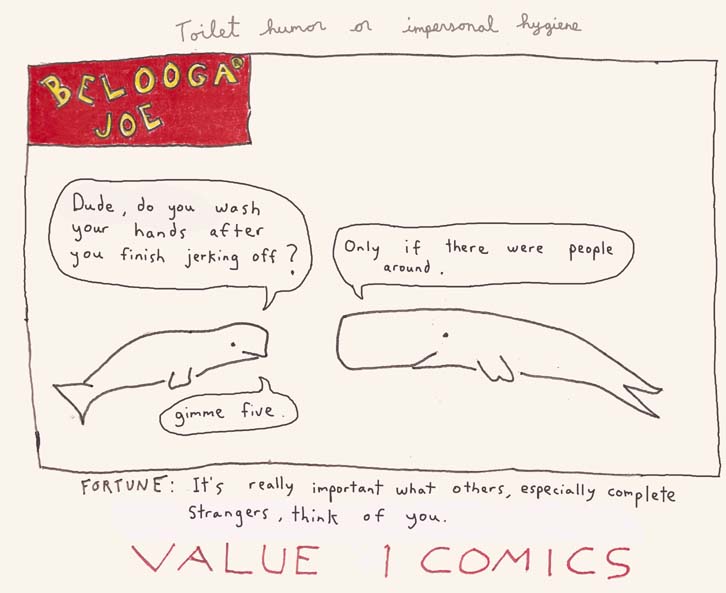 Toilet humor or impersonal hygiene
BELOOGA®
JOE
Dude, do you wash
your hands after
you finish jerking off?
Only if there were people
around.
gimme five.
FORTUNE: It's really important what others, especially complete
strangers, think of you.
VALUE 1 COMICS